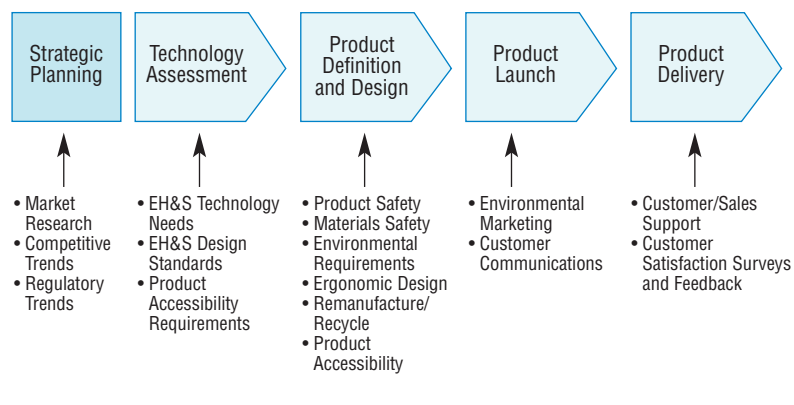 Strategic
Planning
Technology
Assessment
Product
Definition
and Design
Product
Launch
Product
Delivery
• Market
Research
• Competitive
Trends
• Regulatory
Trends
• EH&S Technology
Needs
• EH&S Design
Standards
• Product
Accessibility
Requirements
• Product Safety
• Materials Safety
• Environmental
Requirements
• Ergonomic Design
• Remanufacture/
Recycle
• Product
Accessibility
• Environmental
Marketing
• Customer
Communications
• Customer/Sales
Support
• Customer
Satisfaction Surveys
and Feedback